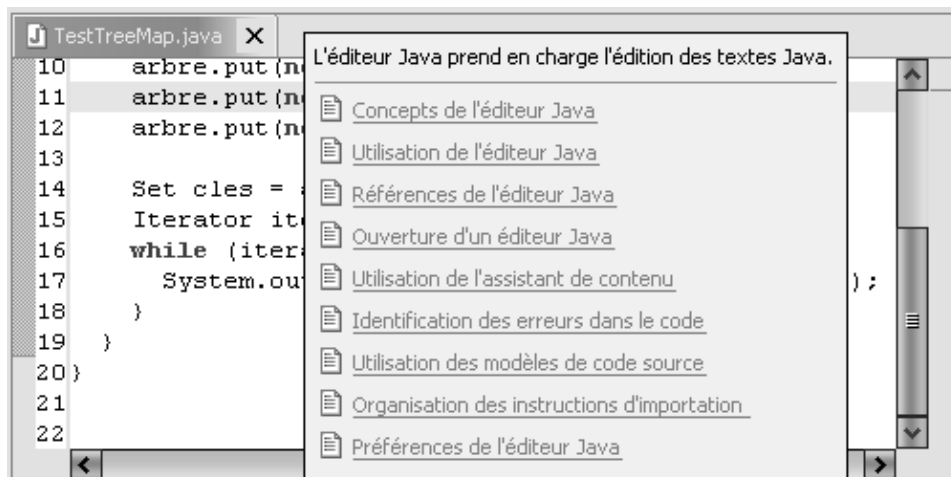 TestTreeMap.java
L'éditeur Java prend en charge l'édition des textes Java.
10 arbre.put(n
11 arbre.put(n
12 arbre.put(n
13
14 Set cles =
15 Iterator it
16 while (iter
17 System.ou );
18 }
19 }
20 }
21
22
Concepts de l'éditeur Java
Utilisation de l'éditeur Java
Références de l'éditeur Java
Ouverture d'un éditeur Java
Utilisation de l'assistant de contenu
Identification des erreurs dans le code
Utilisation des modèles de code source
Organisation des instructions d'importation
Préférences de l'éditeur Java